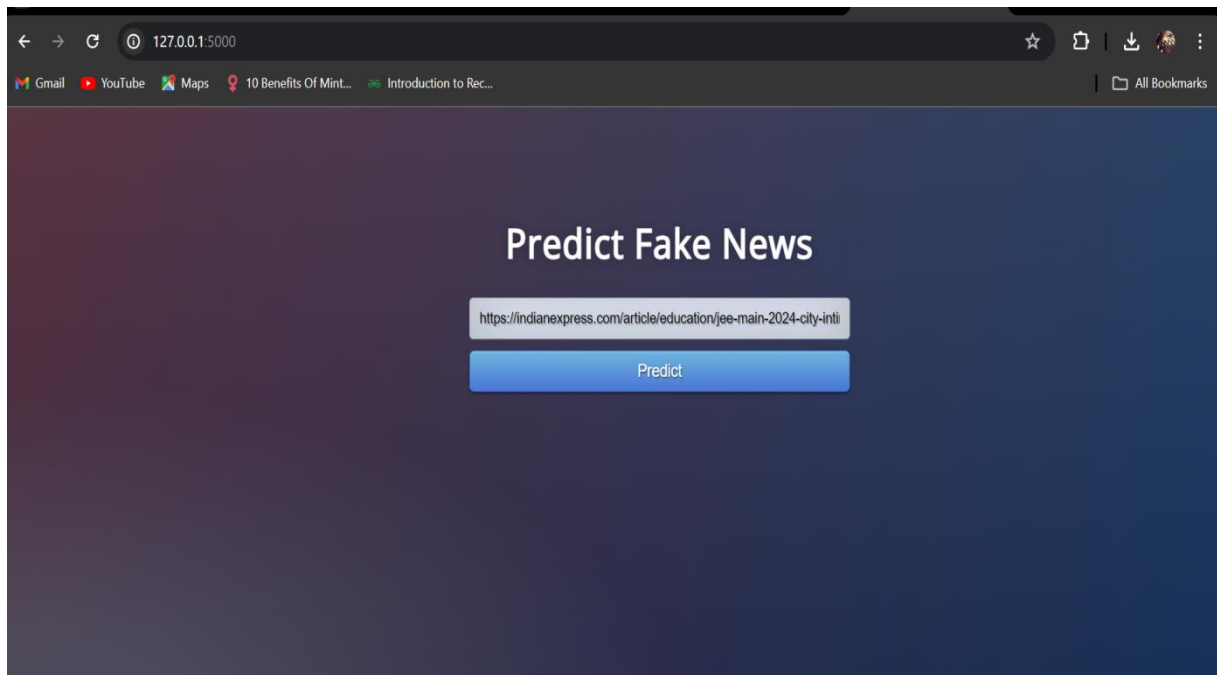 127.0.0.1:5000
Gmail YouTube Maps 10 Benefits Of Mint... Introduction to Rec... All Bookmarks
Predict Fake News
https://indianexpress.com/article/education/jee-main-2024-city-inti
Predict